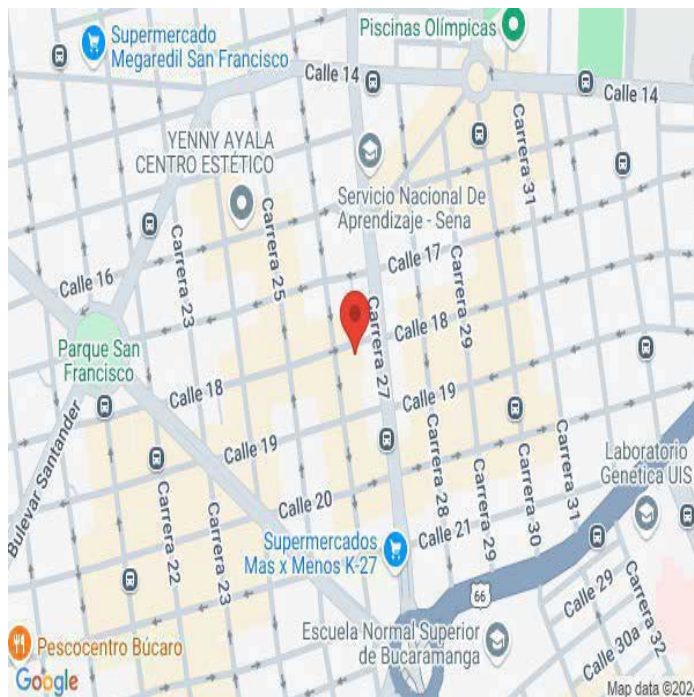 Supermercado
Megaredil San Francisco
Piscinas Olímpicas
Calle 14
Calle 14
YENNY AYALA
CENTRO ESTÉTICO
Carrera 31
Servicio Nacional De
Aprendizaje - Sena
Calle 17
Carrera 23
Carrera 25
Calle 16
Carrera 27
Carrera 29
Calle 18
Parque San
Francisco
Calle 18
Calle 19
Calle 19
Bulevar Santander
Carrera 28
Laboratorio
Genetica UIS
Calle 20
Carrera 22
Carrera 23
Carrera 29
Carrera 30
Carrera 31
Supermercados
Mas x Menos K-27
Calle 21
66
Calle 29
Carrera 32
Escuela Normal Superior
de Bucaramanga
Calle 30a
Pescocentro Búcaro
Google
Map data ©202